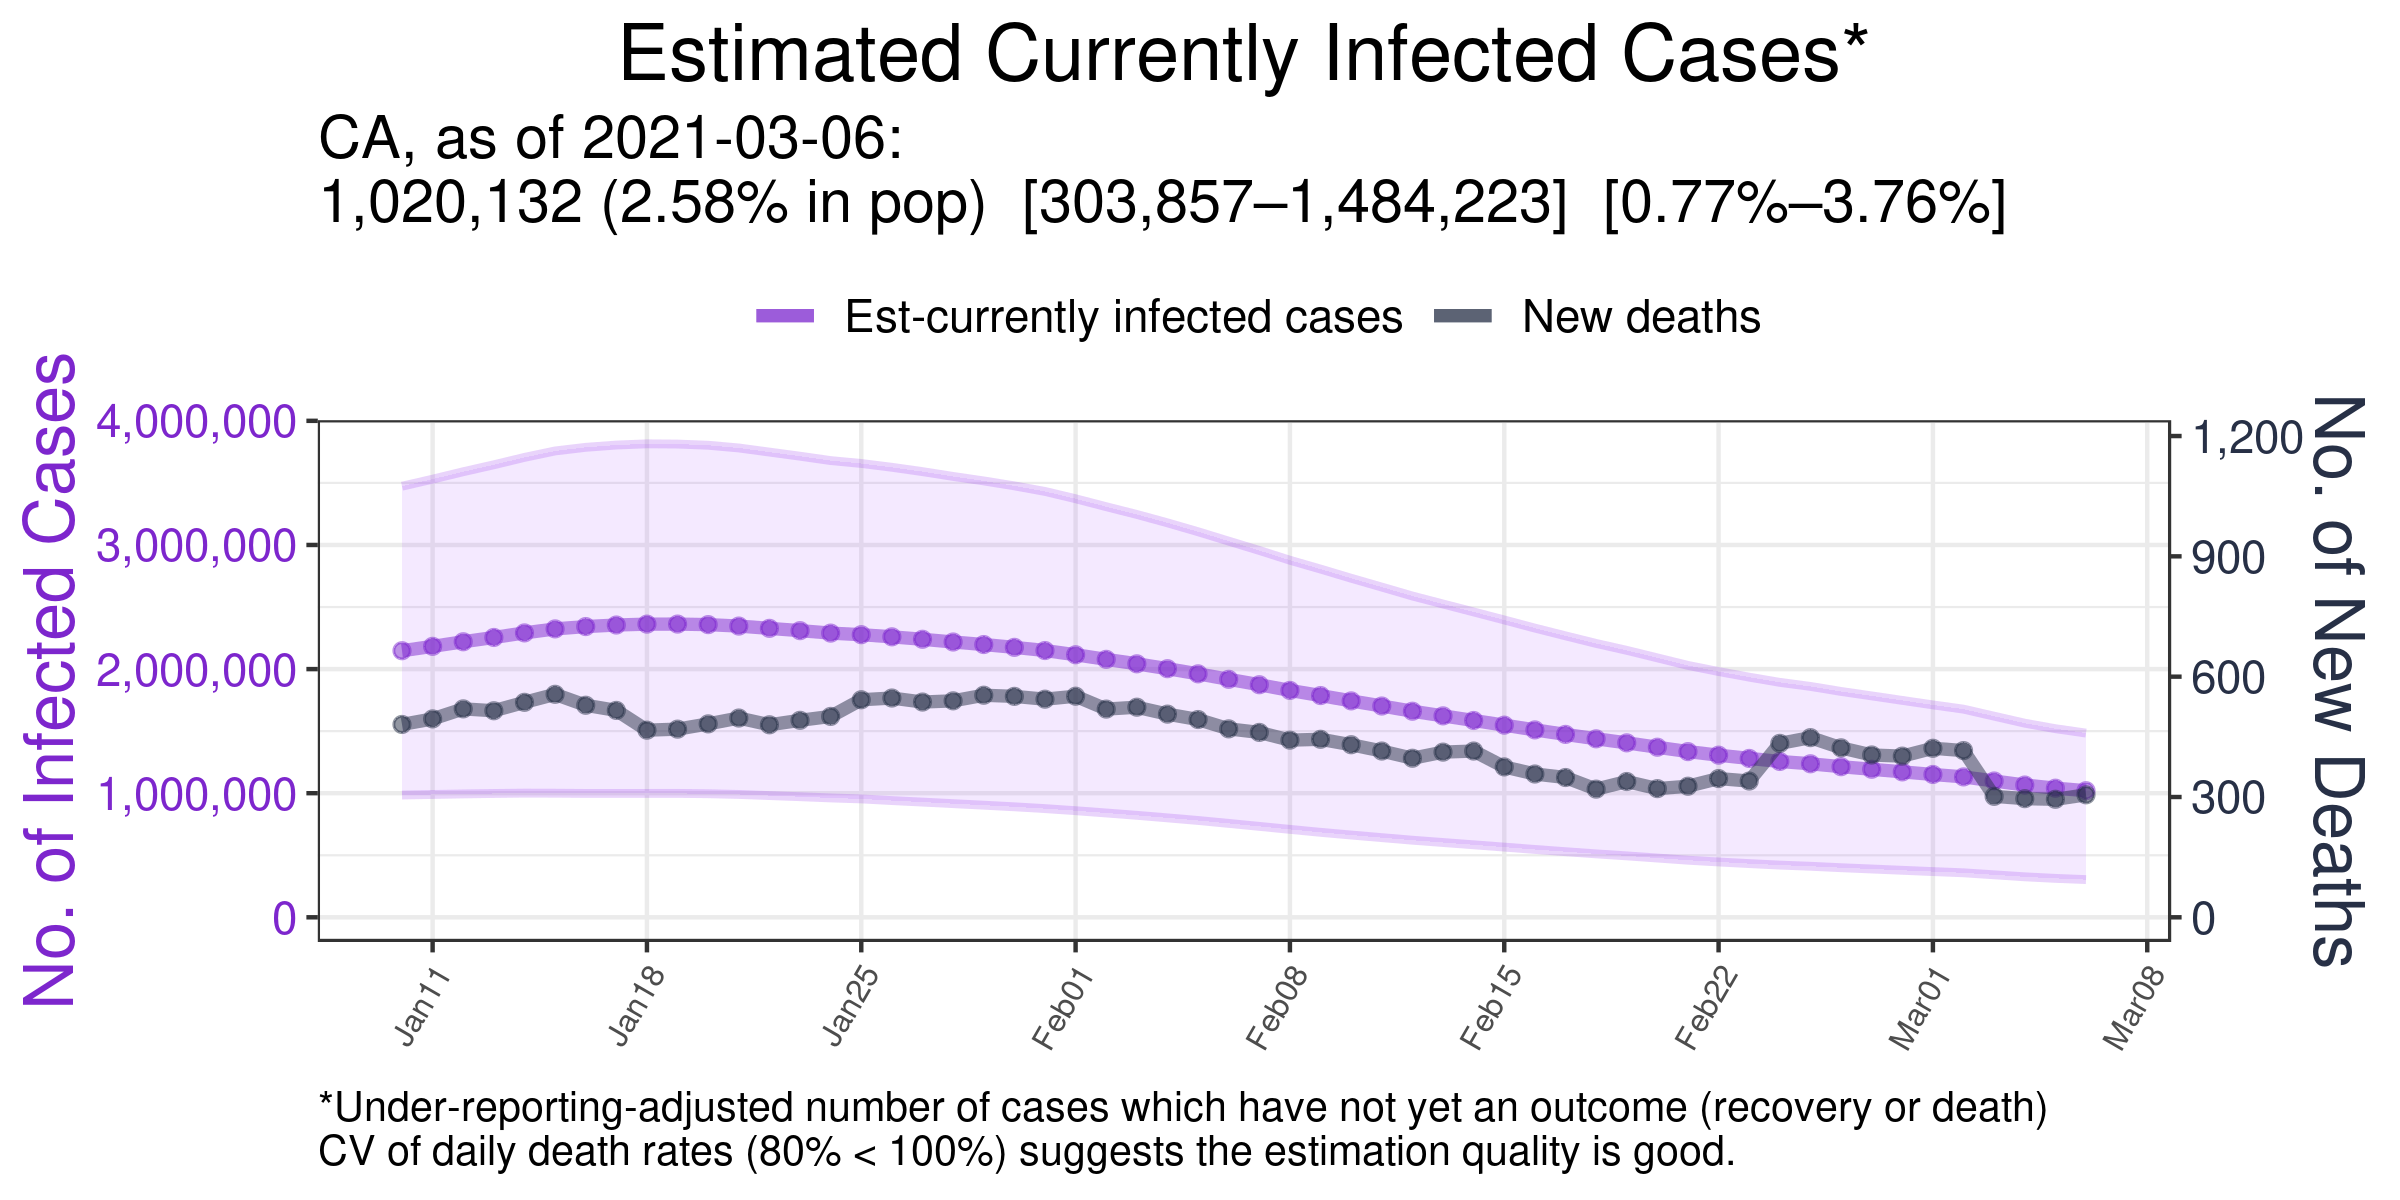 Estimated Currently Infected Cases*
CA, as of 2021-03-06:
1,020,132 (2.58% in pop) [303,857–1,484,223] [0.77%–3.76%]
Est-currently infected cases New deaths
No. of Infected Cases
4,000,000
3,000,000
2,000,000
1,000,000
0
1,200
900
600
300
0
No. of New Deaths
Jan11 Jan18 Jan25 Feb01 Feb08 Feb15 Feb22 Mar01 Mar08
*Under-reporting-adjusted number of cases which have not yet an outcome (recovery or death)
CV of daily death rates (80% < 100%) suggests the estimation quality is good.